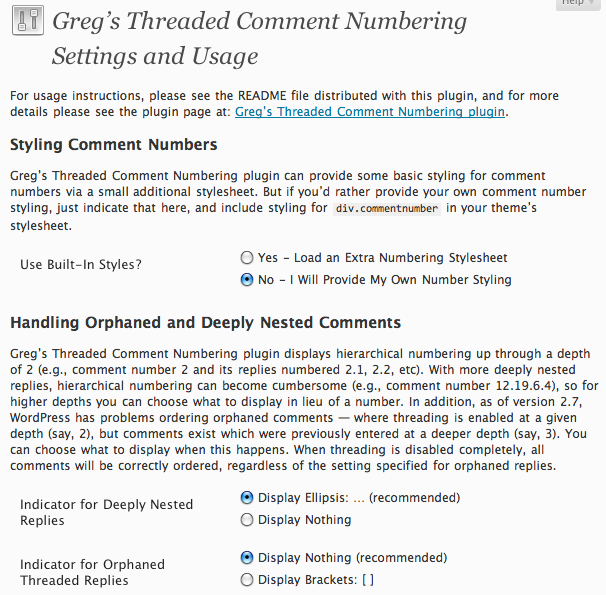 Help
Greg's Threaded Comment Numbering
Settings and Usage
For usage instructions, please see the README file distributed with this plugin, and for more
details please see the plugin page at: Greg's Threaded Comment Numbering plugin.
Styling Comment Numbers
Greg's Threaded Comment Numbering plugin can provide some basic styling for comment
numbers via a small additional stylesheet. But if you'd rather provide your own comment number
styling, just indicate that here, and include styling for div.commentnumber in your theme's
stylesheet.
Use Built-In Styles?
Yes – Load an Extra Numbering Stylesheet
No – I Will Provide My Own Number Styling
Handling Orphaned and Deeply Nested Comments
Greg's Threaded Comment Numbering plugin displays hierarchical numbering up through a depth
of 2 (e.g., comment number 2 and its replies numbered 2.1, 2.2, etc). With more deeply nested
replies, hierarchical numbering can become cumbersome (e.g., comment number 12.19.6.4), so for
higher depths you can choose what to display in lieu of a number. In addition, as of version 2.7,
WordPress has problems ordering orphaned comments — where threading is enabled at a given
depth (say, 2), but comments exist which were previously entered at a deeper depth (say, 3). You
can choose what to display when this happens. When threading is disabled completely, all
comments will be correctly ordered, regardless of the setting specified for orphaned replies.
Indicator for Deeply Nested
Replies
Display Ellipsis: … (recommended)
Display Nothing
Indicator for Orphaned
Threaded Replies
Display Nothing (recommended)
Display Brackets: [ ]